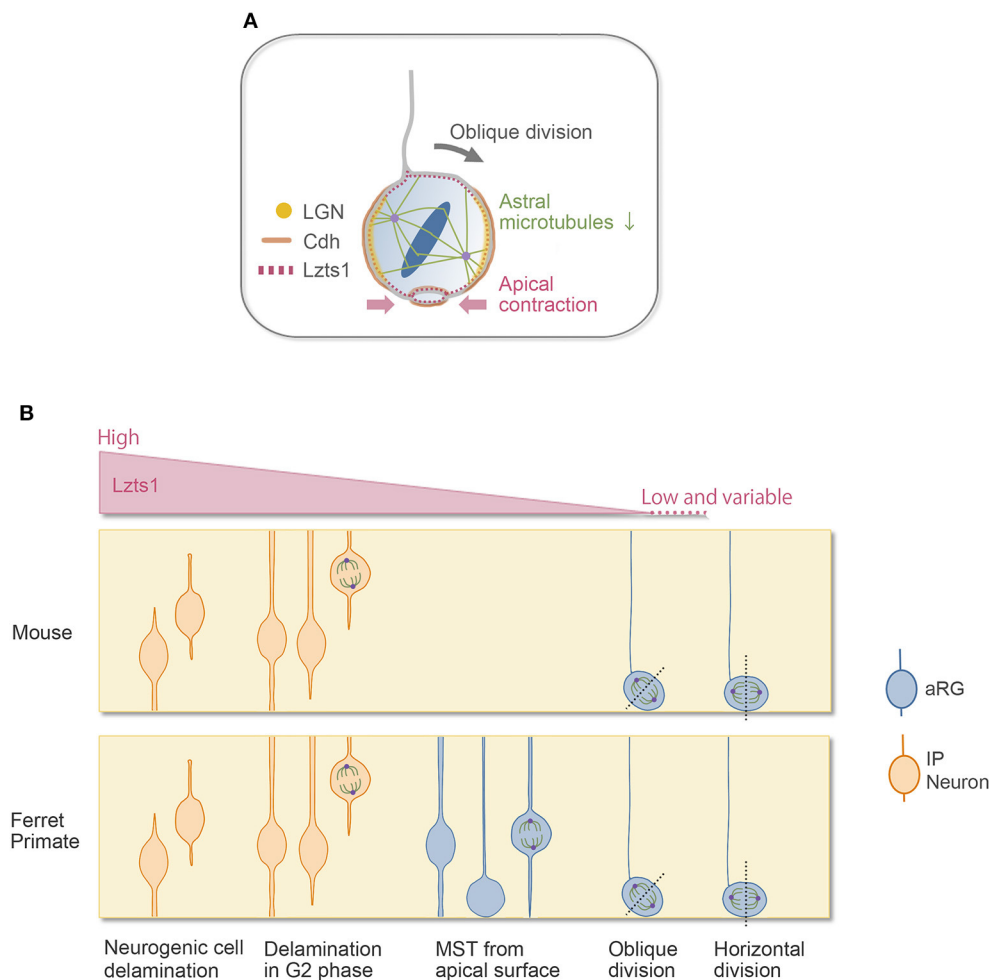 A
Oblique division
LGN
Cdh
Lzts1
Astral
microtubules ↓
Apical
contraction
B
High
Lzts1
Low and variable
Mouse
aRG
IP
Neuron
Ferret
Primate
Neurogenic cell
delamination
Delamination
in G2 phase
MST from
apical surface
Oblique
division
Horizontal
division